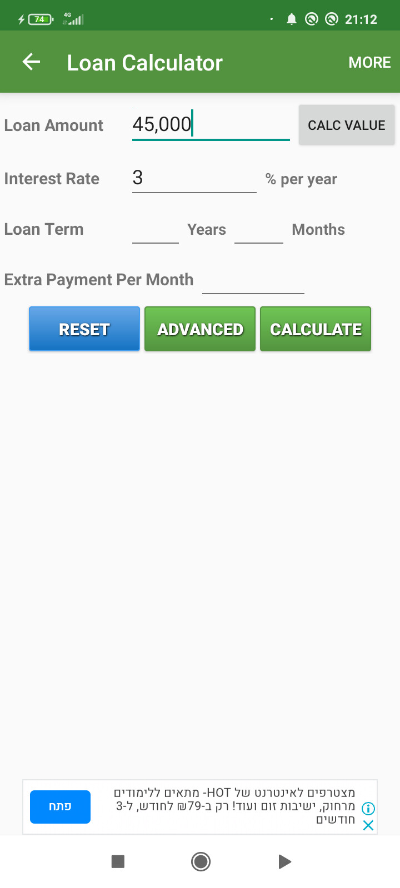 74
4G
21:12
Loan Calculator
MORE
Loan Amount 45,000 CALC VALUE
Interest Rate 3 % per year
Loan Term Years Months
Extra Payment Per Month
RESET ADVANCED CALCULATE
מצטרפים לאינטרנט של HOT- מתאים ללימודים
מרחוק, ישיבות זום ועוד! רק ב-79₪ לחודש, ל-3
חודשים
פתח